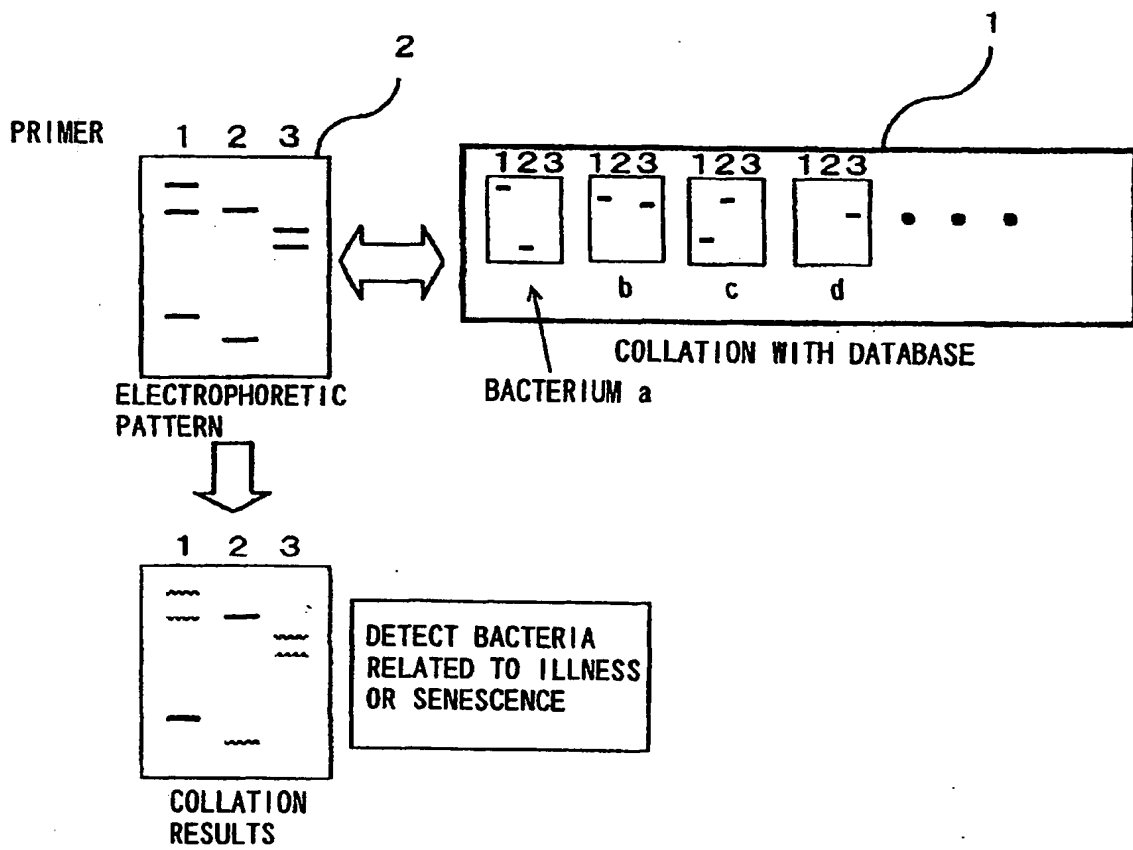 2
1
PRIMER
1 2 3
123 123 123 123
b c d
COLLATION WITH DATABASE
BACTERIUM a
ELECTROPHORETIC
PATTERN
1 2 3
DETECT BACTERIA
RELATED TO ILLNESS
OR SENESCENCE
COLLATION
RESULTS